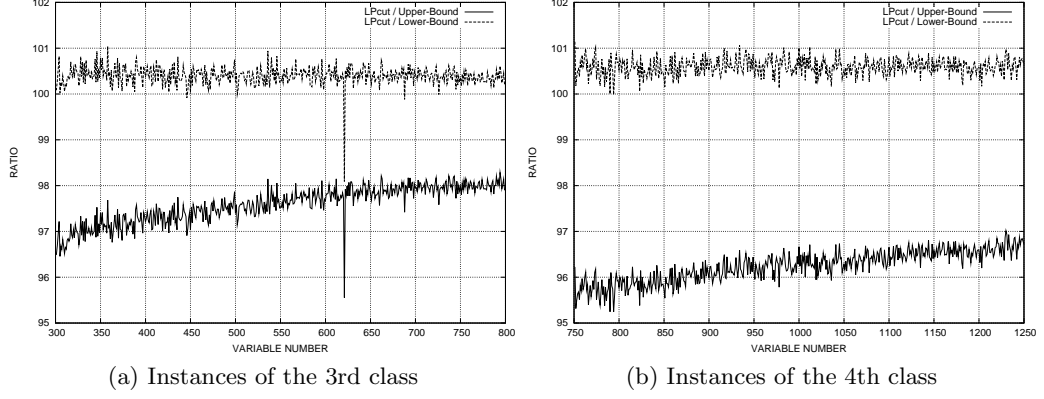 LPcut / Upper-Bound
LPcut / Lower-Bound
102
101
100
99
98
97
96
95
RATIO
300 350 400 450 500 550 600 650 700 750 800
VARIABLE NUMBER
(a) Instances of the 3rd class
LPcut / Upper-Bound
LPcut / Lower-Bound
102
101
100
99
98
97
96
95
RATIO
750 800 850 900 950 1000 1050 1100 1150 1200 1250
VARIABLE NUMBER
(b) Instances of the 4th class